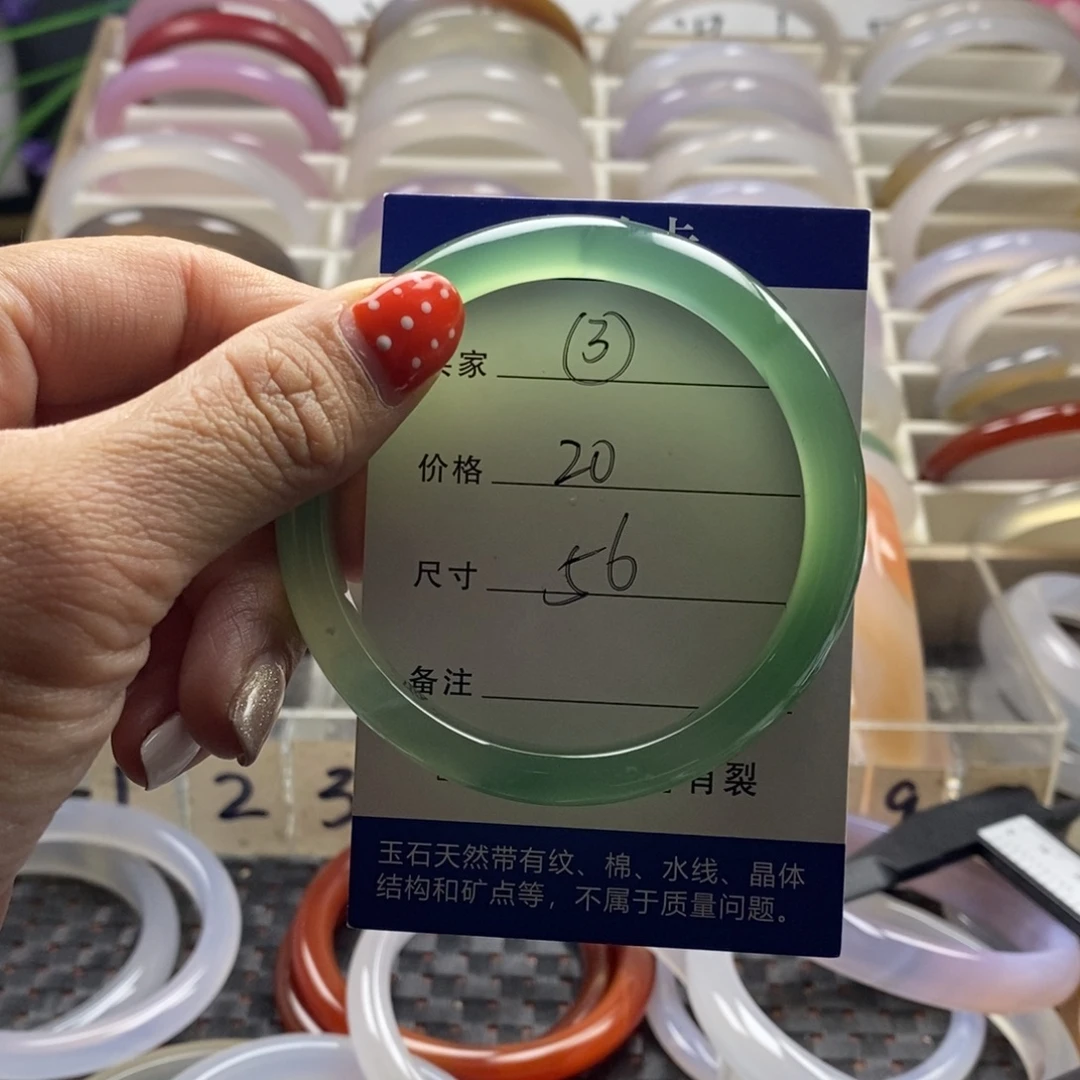 家 ③
价格 20
尺寸 56
备注
有裂
玉石天然带有纹、棉、水线、晶体
结构和矿点等，不属于质量问题。
2 3
9